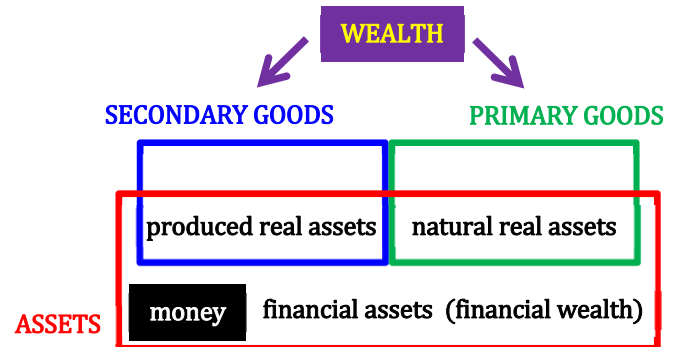 WEALTH
SECONDARY GOODS PRIMARY GOODS
produced real assets natural real assets
money financial assets (financial wealth)
ASSETS